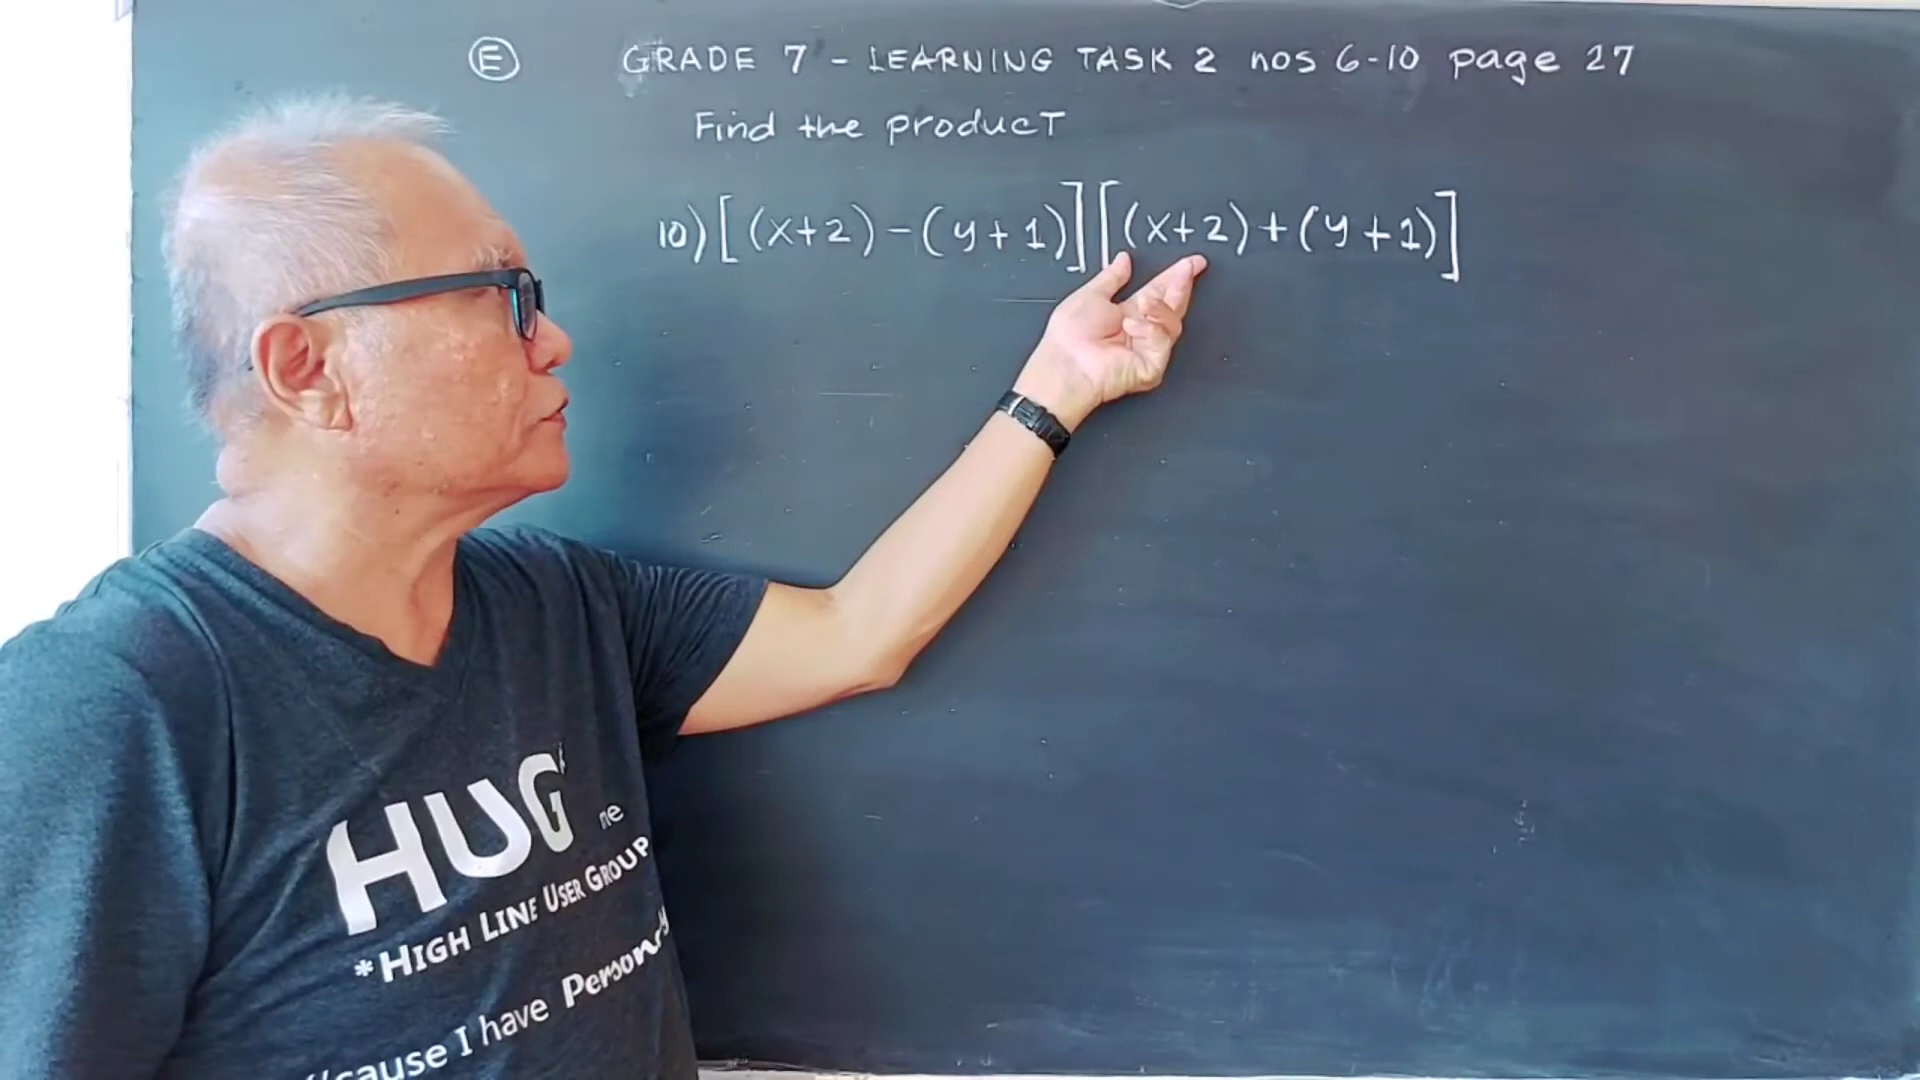 E GRADE 7 - LEARNING TASK 2 nos 6-10 page 27
Find the product
10) [(x+2)-(y+1)][(x+2)+(y+1)]
HUG
me
*HIGH LINE USER GROUP
'cause I have